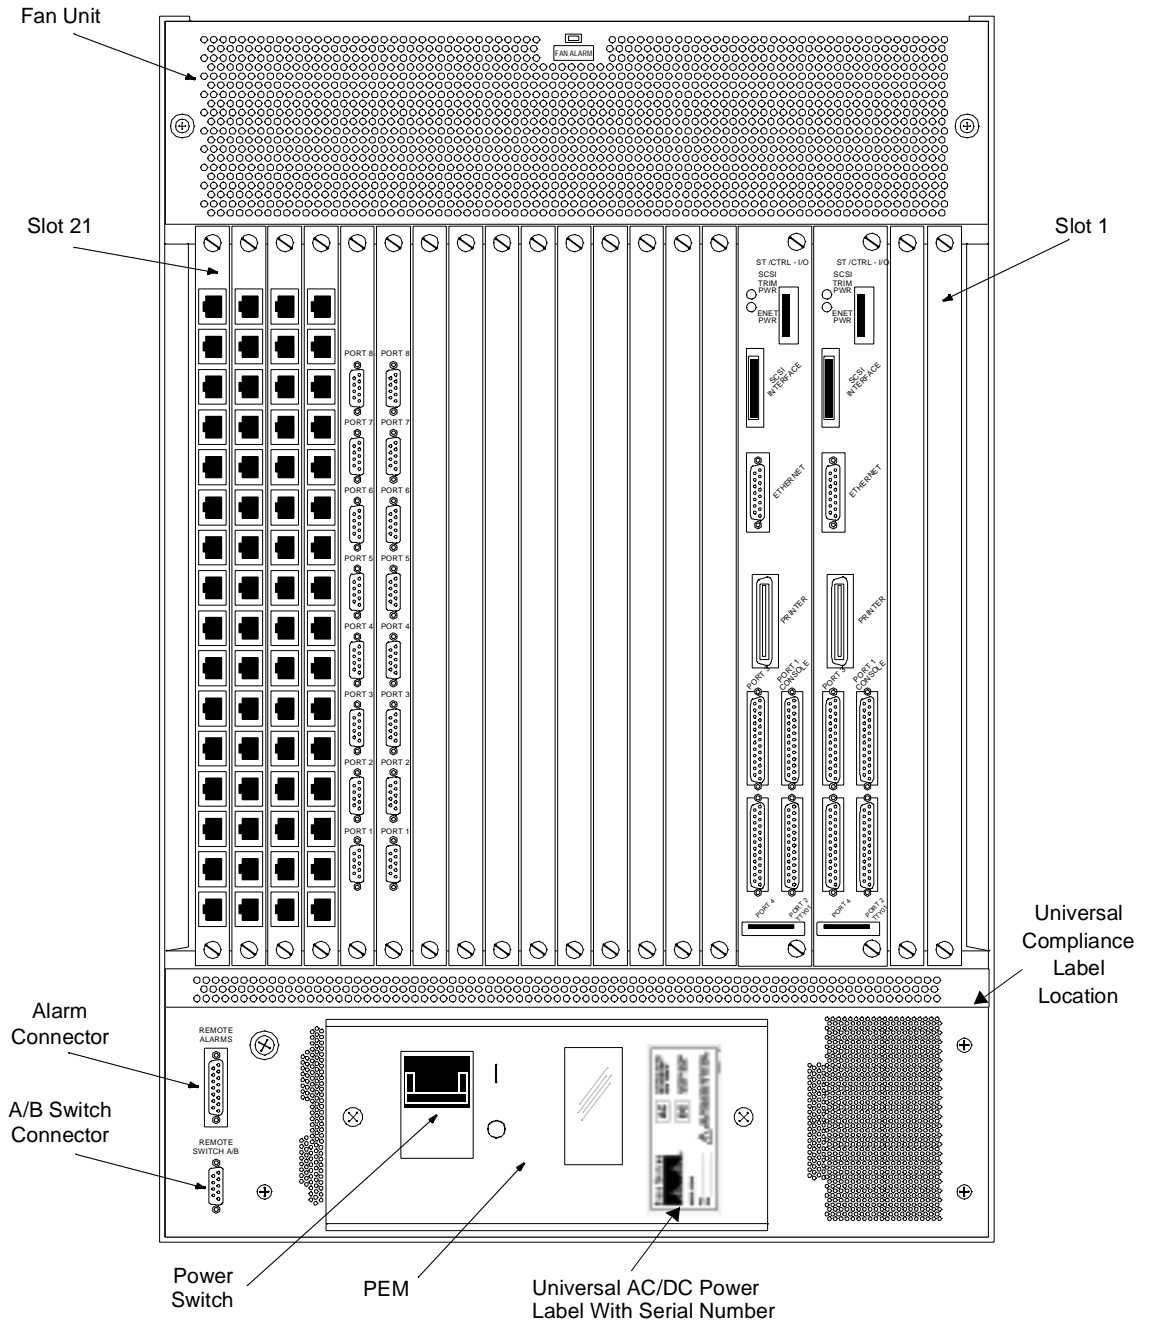 Fan Unit
FAN ALARM
Slot 21
Slot 1
ST /CTRL - I/O
SCSI
TRIM
PWR
ENET
PWR
SCSI
INTERFACE
ETHERNET
PRINTER
PORT 3
PORT 1
CONSOLE
PORT 4
PORT 2
TTY01
ST /CTRL - I/O
SCSI
TRIM
PWR
ENET
PWR
SCSI
INTERFACE
ETHERNET
PRINTER
PORT 3
PORT 1
CONSOLE
PORT 4
PORT 2
TTY01
PORT 8 PORT 8
PORT 7 PORT 7
PORT 6 PORT 6
PORT 5 PORT 5
PORT 4 PORT 4
PORT 3 PORT 3
PORT 2 PORT 2
PORT 1 PORT 1
Universal
Compliance
Label
Location
Alarm
Connector
REMOTE
ALARMS
A/B Switch
Connector
REMOTE
SWITCH A/B
Power
Switch
PEM
Universal AC/DC Power
Label With Serial Number